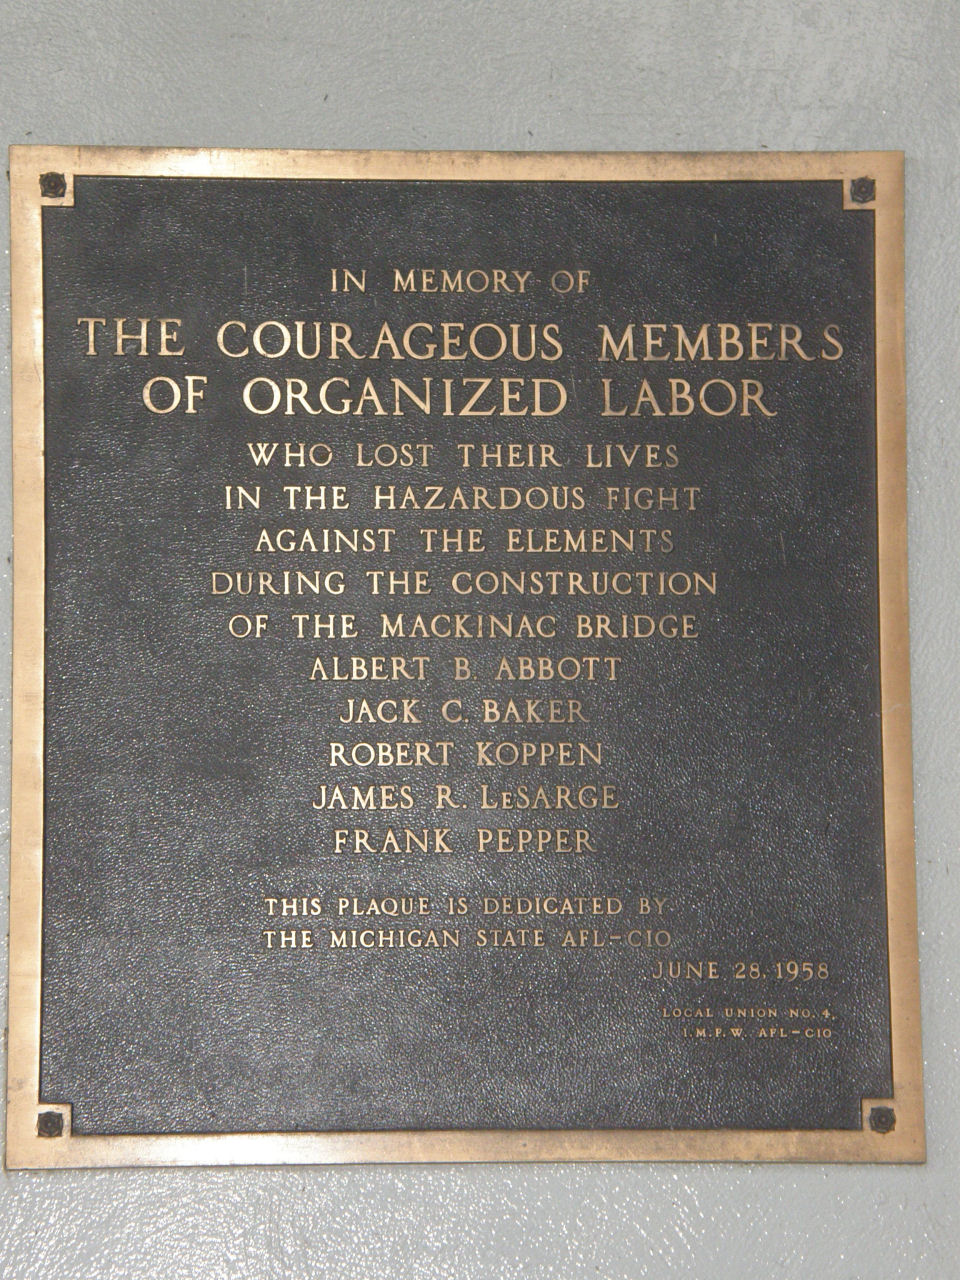 IN MEMORY OF
THE COURAGEOUS MEMBERS
OF ORGANIZED LABOR
WHO LOST THEIR LIVES
IN THE HAZARDOUS FIGHT
AGAINST THE ELEMENTS
DURING THE CONSTRUCTION
OF THE MACKINAC BRIDGE
ALBERT B. ABBOTT
JACK C. BAKER
ROBERT KOPPEN
JAMES R. LeSARGE
FRANK PEPPER
THIS PLAQUE IS DEDICATED BY
THE MICHIGAN STATE AFL-CIO
JUNE 28, 1958
LOCAL UNION NO. 4,
I.M.F.W. AFL-CIO